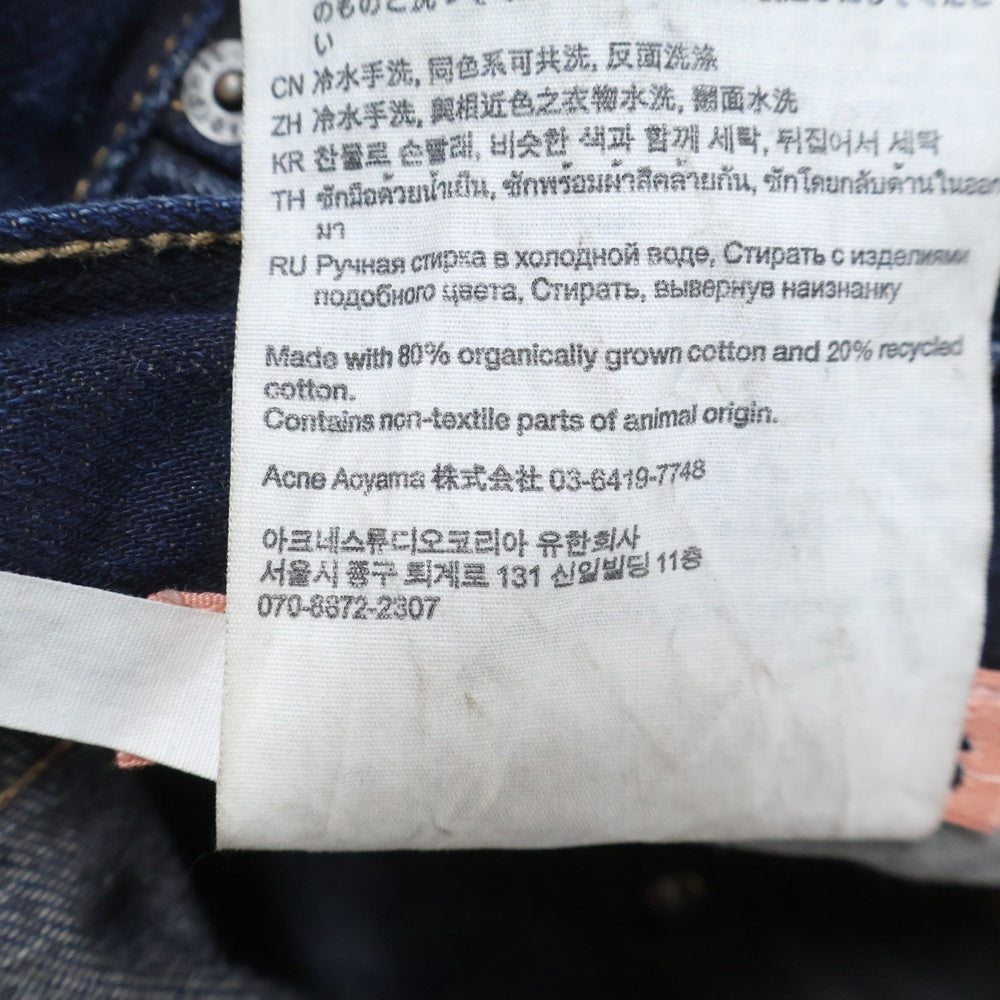 い
CN 冷水手洗, 同色系可共洗, 反面洗涤
ZH 冷水手洗, 與相近色之衣物水洗, 翻面水洗
KR 찬물로 손빨래, 비슷한 색과 함께 세탁, 뒤집어서 세탁
TH ซักมือด้วยน้ำเย็น, ซักพร้อมผ้าสีคล้ายกัน, ซักโดยกลับด้านในออก
มา
RU Ручная стирка в холодной воде, Стирать с изделиями
подобного цвета, Стирать, вывернув наизнанку
Made with 80% organically grown cotton and 20% recycled
cotton.
Contains non-textile parts of animal origin.
Acne Aoyama 株式会社 03-6419-7748
아크네스튜디오코리아 유한회사
서울시 중구 퇴계로 131 신일빌딩 11층
070-8872-2307